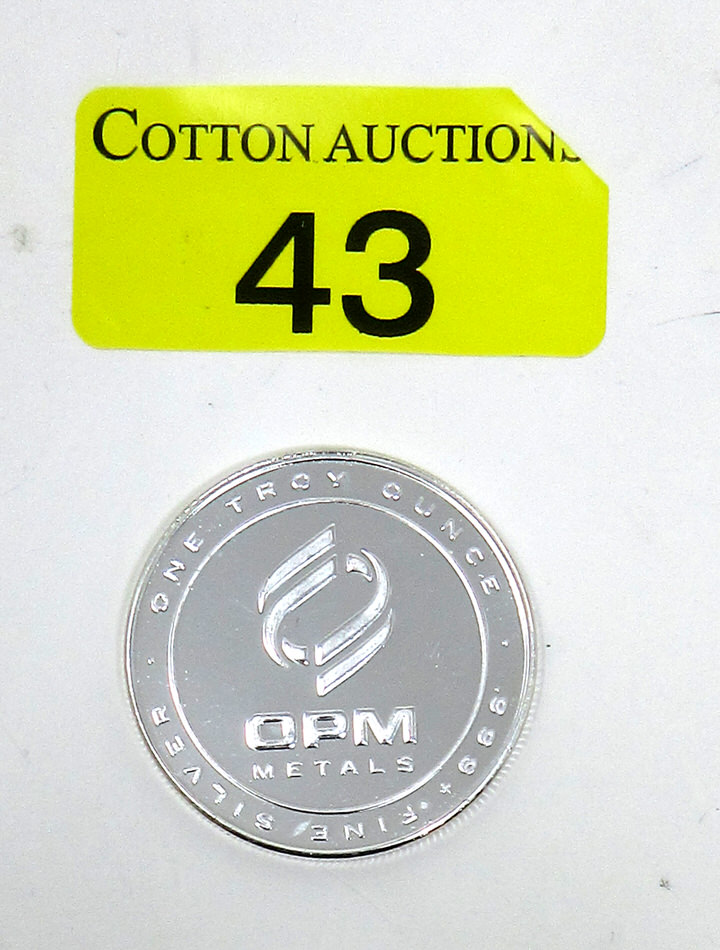 COTTON AUCTIONS
43
ONE TROY OUNCE
OPM
METALS
.999+ FINE SILVER